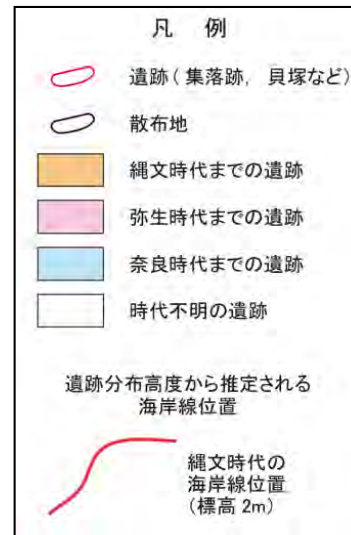 凡　例
遺跡( 集落跡, 貝塚など)
散布地
縄文時代までの遺跡
弥生時代までの遺跡
奈良時代までの遺跡
時代不明の遺跡
遺跡分布高度から推定される
海岸線位置
縄文時代の
海岸線位置
(標高 2m)